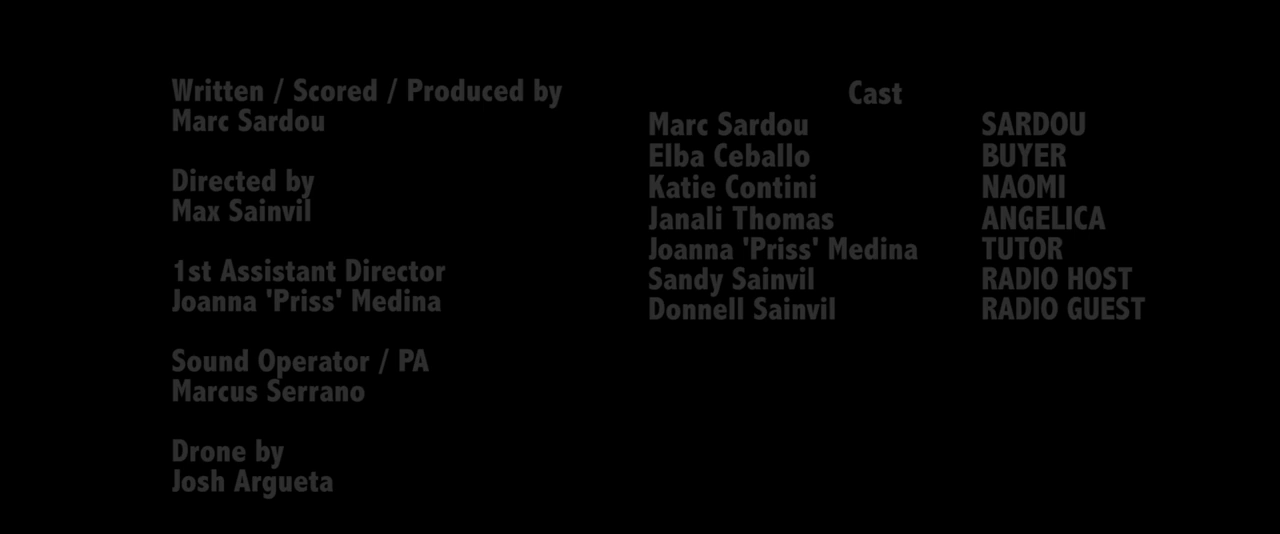 Written / Scored / Produced by
Marc Sardou
Directed by
Max Sainvil
1st Assistant Director
Joanna 'Priss' Medina
Sound Operator / PA
Marcus Serrano
Drone by
Josh Argueta
Cast
Marc Sardou SARDOU
Elba Ceballo BUYER
Katie Contini NAOMI
Janali Thomas ANGELICA
Joanna 'Priss' Medina TUTOR
Sandy Sainvil RADIO HOST
Donnell Sainvil RADIO GUEST